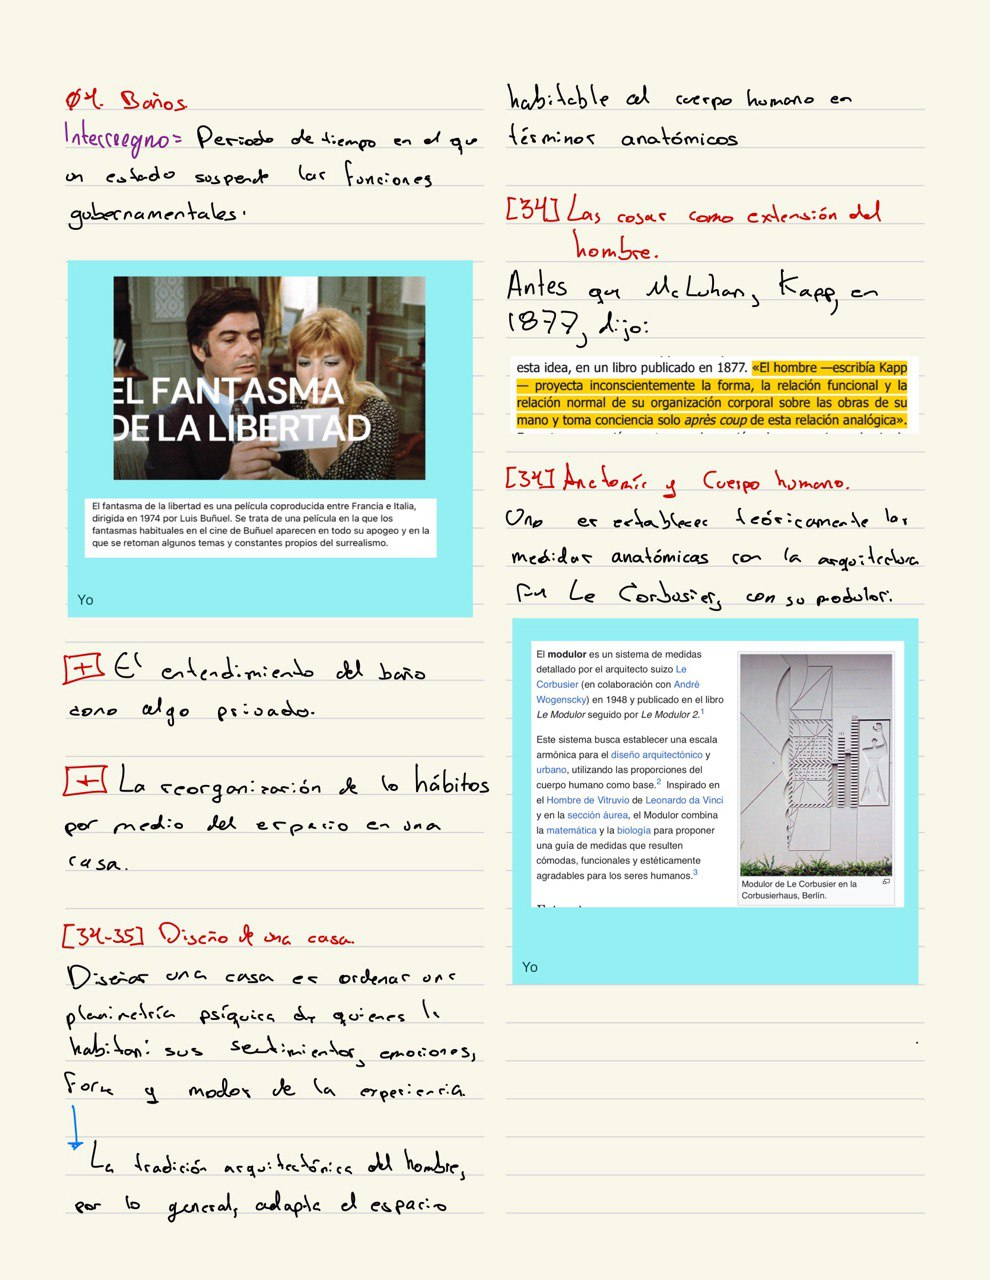 04. Baños
Interregno= Periodo de tiempo en el que
un estado suspende las funciones
gubernamentales.
EL FANTASMA
DE LA LIBERTAD
El fantasma de la libertad es una película coproducida entre Francia e Italia,
dirigida en 1974 por Luis Buñuel. Se trata de una película en la que los
fantasmas habituales en el cine de Buñuel aparecen en todo su apogeo y en la
que se retoman algunos temas y constantes propios del surrealismo.
Yo
[+] El entendimiento del baño
como algo privado.
[+] La reorganización de lo hábitos
por medio del espacio en una
casa.
[34-35] Diseño de una casa.
Diseñar una casa es ordenar una
planimetría psíquica de quienes la
habitan: sus sentimientos, emociones,
forma y modos de la experiencia.
↓
La tradición arquitectónica del hombre,
por lo general, adapta el espacio
habitable al cuerpo humano en
términos anatómicos
[34] Las cosas como extensión del
hombre.
Antes que McLuhan, Kapp, en
1877, dijo:
esta idea, en un libro publicado en 1877. «El hombre —escribía Kapp
— proyecta inconscientemente la forma, la relación funcional y la
relación normal de su organización corporal sobre las obras de su
mano y toma conciencia solo après coup de esta relación analógica».
[34] Anatomía y Cuerpo humano.
Uno es establecer teóricamente las
medidas anatómicas con la arquitectura
Fue Le Corbusier, con su modulor.
El modulor es un sistema de medidas
detallado por el arquitecto suizo Le
Corbusier (en colaboración con André
Wogenscky) en 1948 y publicado en el libro
Le Modulor seguido por Le Modulor 2.1
Este sistema busca establecer una escala
armónica para el diseño arquitectónico y
urbano, utilizando las proporciones del
cuerpo humano como base.2 Inspirado en
el Hombre de Vitruvio de Leonardo da Vinci
y en la sección áurea, el Modulor combina
la matemática y la biología para proponer
una guía de medidas que resulten
cómodas, funcionales y estéticamente
agradables para los seres humanos.3
Modulor de Le Corbusier en la
Corbusierhaus, Berlín.
Yo